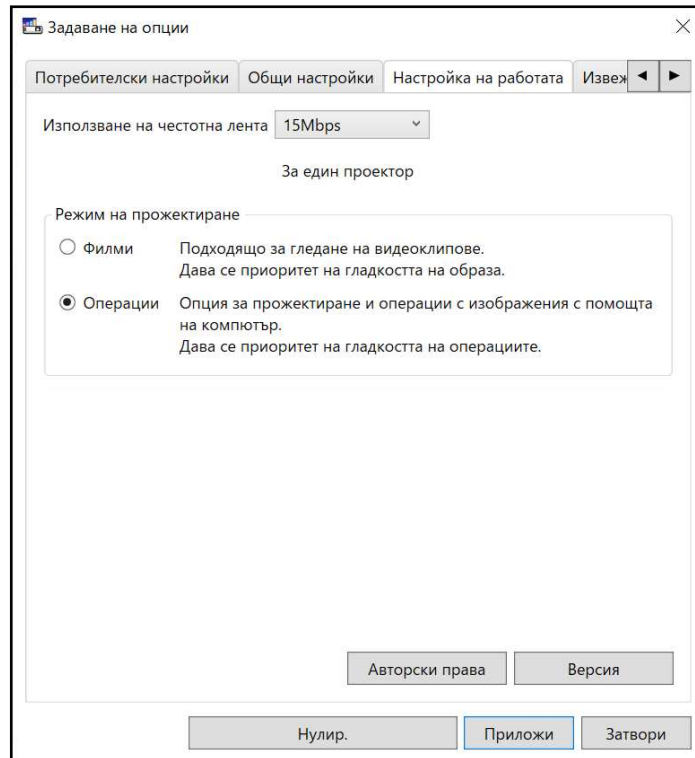 Задаване на опции
Потребителски настройки Общи настройки Настройка на работата Извеж
Използване на честотна лента 15Mbps
За един проектор
Режим на прожектиране
Филми Подходящо за гледане на видеоклипове.
Дава се приоритет на гладкостта на образа.
Операции Опция за прожектиране и операции с изображения с помощта
на компютър.
Дава се приоритет на гладкостта на операциите.
Авторски права Версия
Нулир. Приложи Затвори